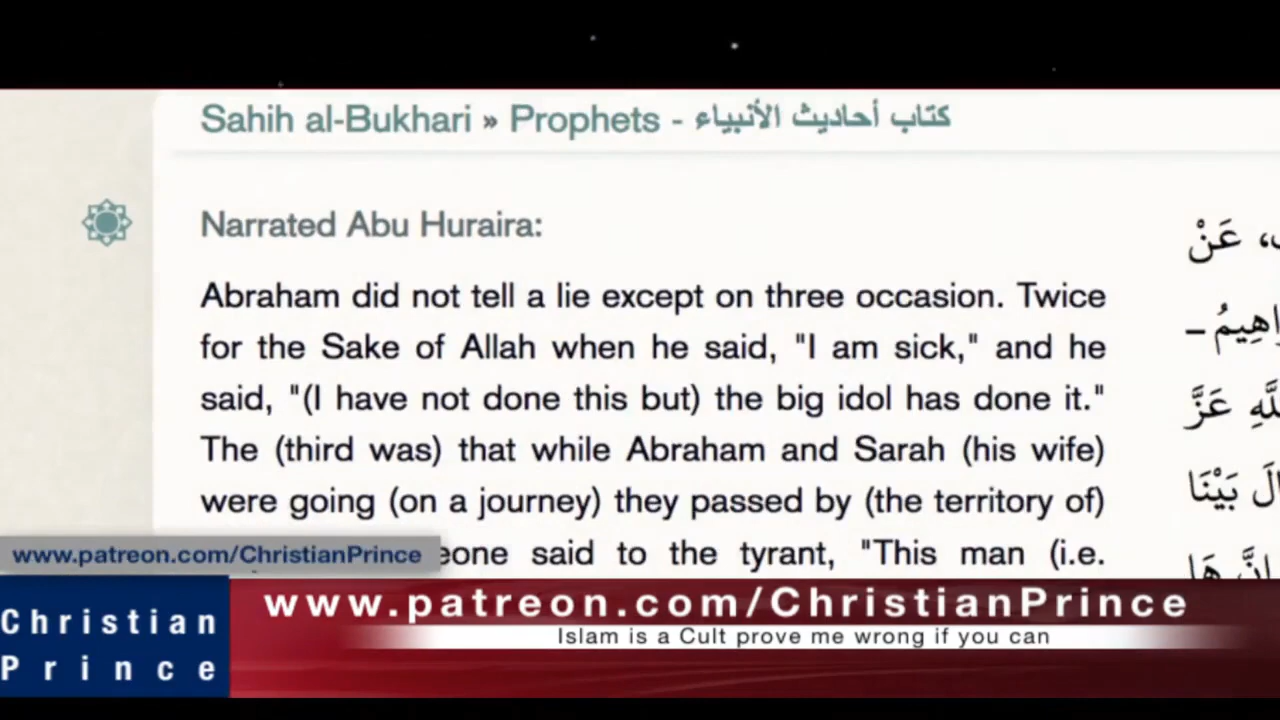 Sahih al-Bukhari » Prophets - كتاب أحاديث الأنبياء
Narrated Abu Huraira:
Abraham did not tell a lie except on three occasion. Twice
for the Sake of Allah when he said, "I am sick," and he
said, "(I have not done this but) the big idol has done it."
The (third was) that while Abraham and Sarah (his wife)
were going (on a journey) they passed by (the territory of)
said to the tyrant, "This man (i.e.
عَنْ
بَيْنَا
www.patreon.com/ChristianPrince
www.patreon.com/ChristianPrince
Islam is a Cult prove me wrong if you can
Christian
Prince